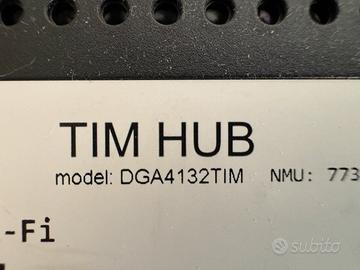 TIM HUB
model: DGA4132TIM NMU: 773
-Fi
subito